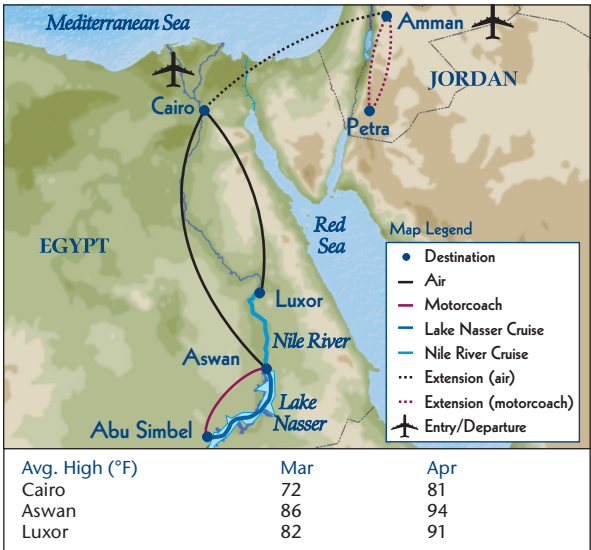 Mediterranean Sea
Amman
JORDAN
Cairo
Petra
Red
Sea
EGYPT
Map Legend
Destination
Air
Motorcoach
Lake Nasser Cruise
Nile River Cruise
Extension (air)
Extension (motorcoach)
Entry/Departure
Luxor
Nile River
Aswan
Lake
Nasser
Abu Simbel
Avg. High (°F) Mar Apr
Cairo 72 81
Aswan 86 94
Luxor 82 91